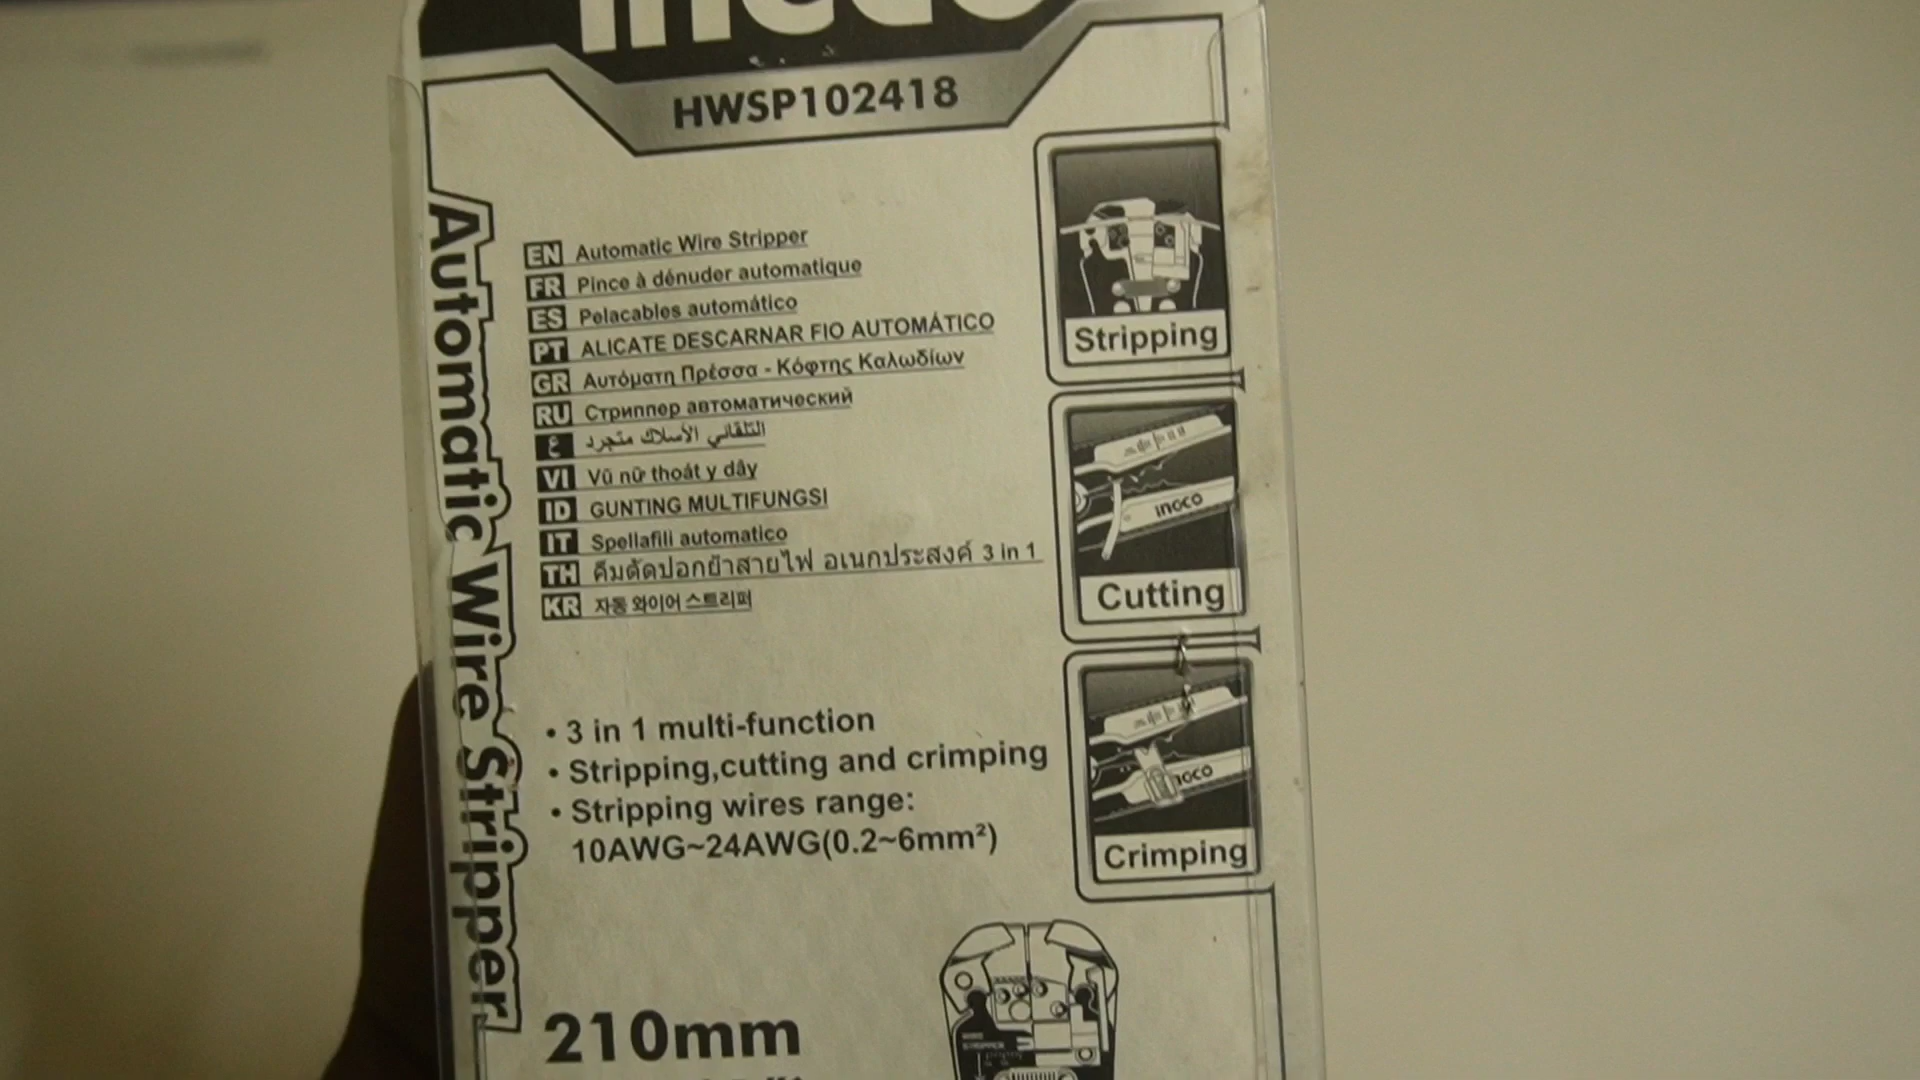 HWSP102418
Automatic Wire Stripper
EN Automatic Wire Stripper
FR Pince à dénuder automatique
ES Pelacables automático
PT ALICATE DESCARNAR FIO AUTOMÁTICO
GR Αυτόματη Πρέσσα - Κόφτης Καλωδίων
RU Стриппер автоматический
ع التلقائي الأسلاك متجرد
VI Vũ nữ thoát y dây
ID GUNTING MULTIFUNGSI
IT Spellafili automatico
TH คีมตัดปอกย้ำสายไฟ อเนกประสงค์ 3 in 1
KR 자동 와이어 스트리퍼
Stripping
INGCO
Cutting
Crimping
• 3 in 1 multi-function
• Stripping,cutting and crimping
• Stripping wires range:
10AWG~24AWG(0.2~6mm²)
210mm